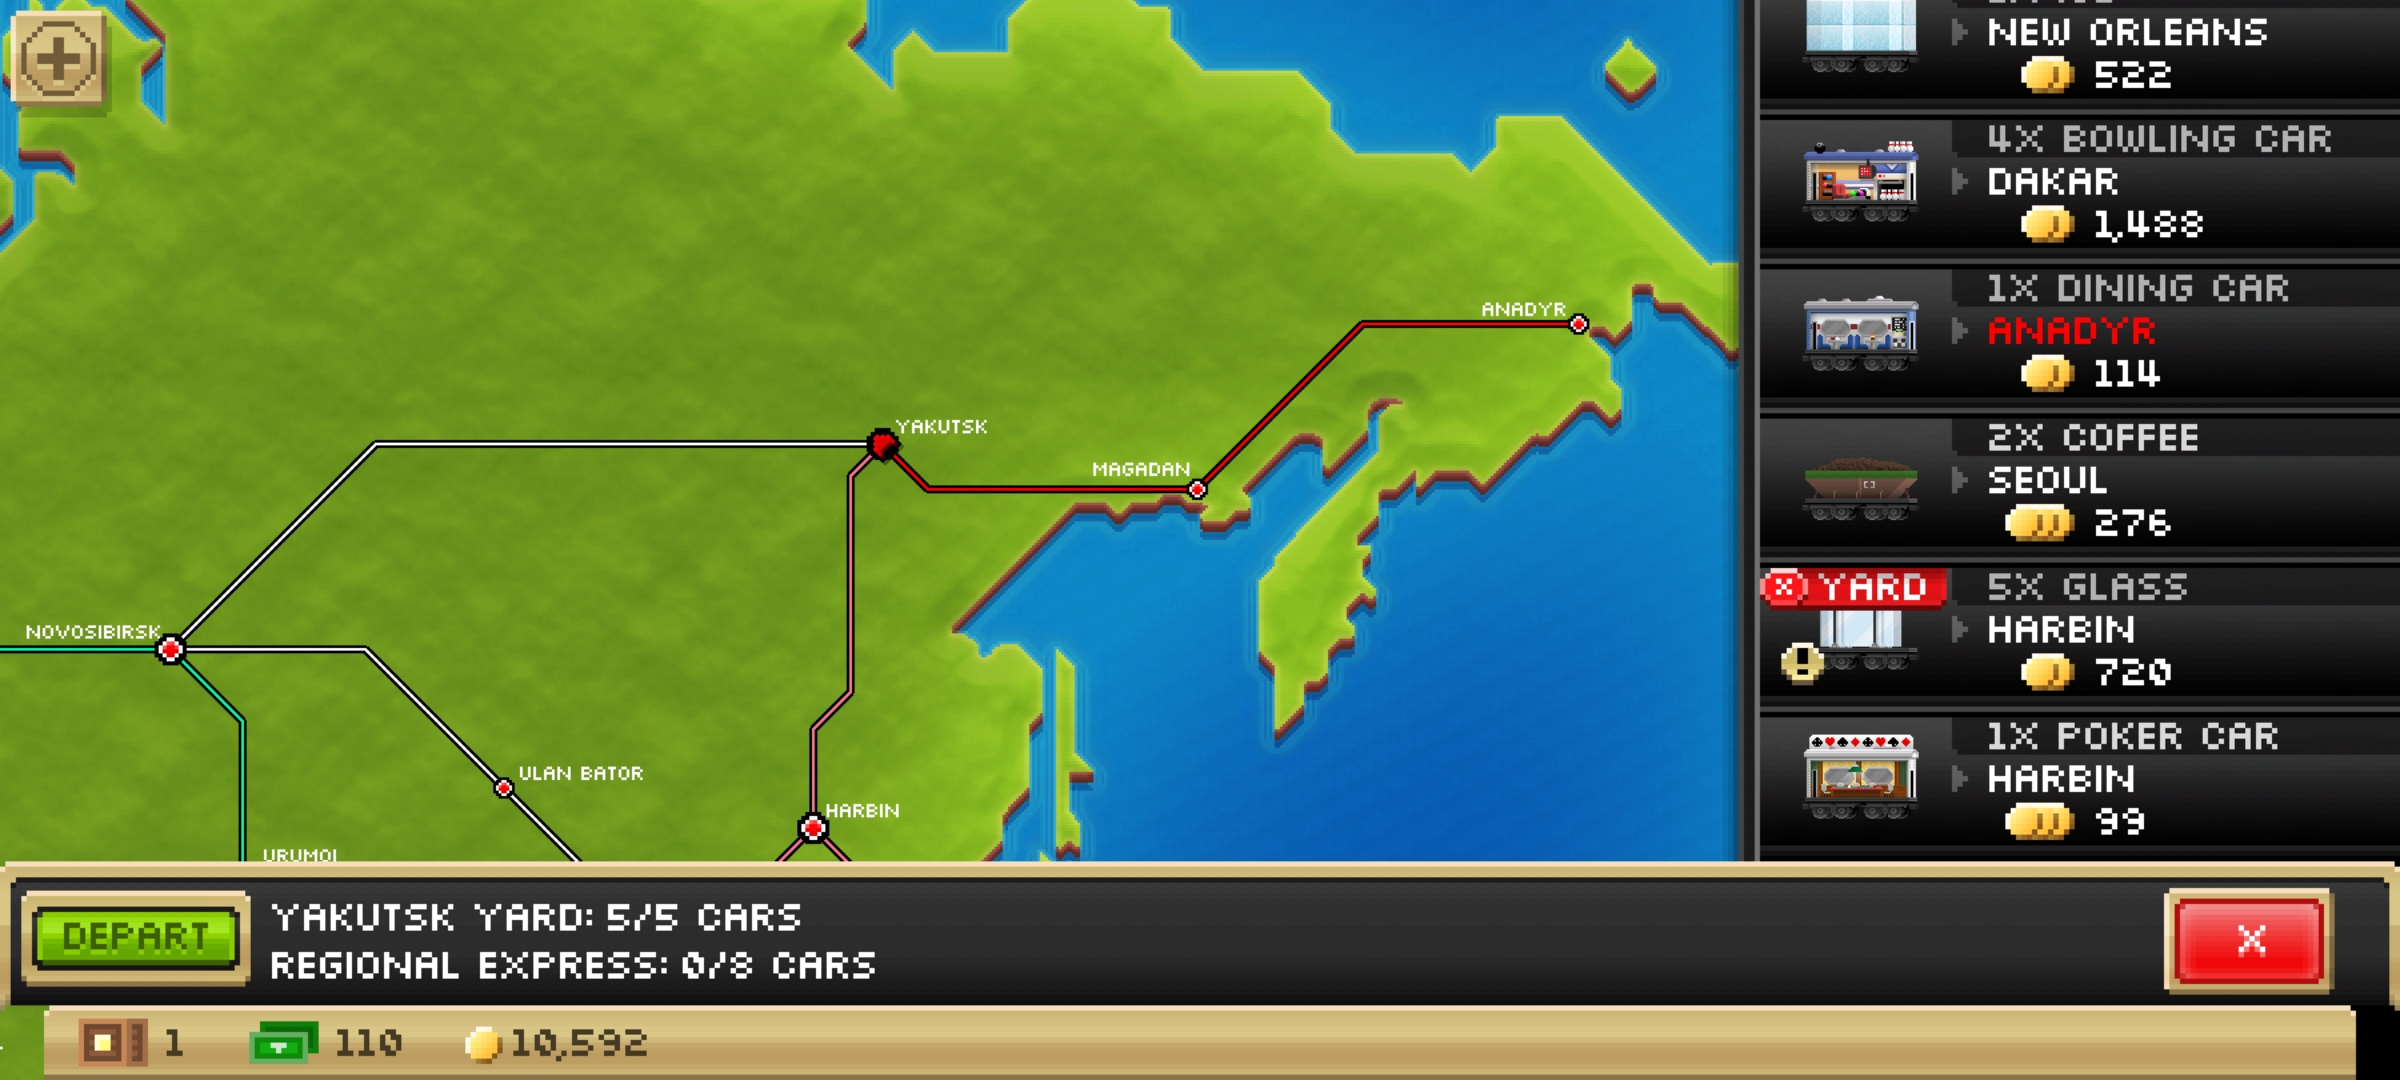 NEW ORLEANS
522
4X BOWLING CAR
DAKAR
1,488
1X DINING CAR
ANADYR
114
2X COFFEE
SEOUL
276
YARD
5X GLASS
HARBIN
720
1X POKER CAR
HARBIN
99
ANADYR
YAKUTSK
MAGADAN
NOVOSIBIRSK
ULAN BATOR
HARBIN
DEPART
YAKUTSK YARD: 5/5 CARS
REGIONAL EXPRESS: 0/8 CARS
X
1
110
10,592